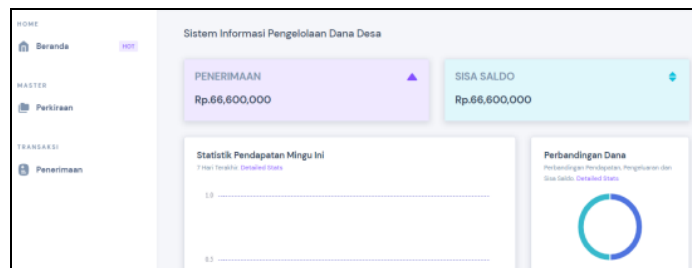 HOME
Beranda HOT
MASTER
Perkiraan
TRANSAKSI
Penerimaan
Sistem Informasi Pengelolaan Dana Desa
PENERIMAAN
Rp.66,600,000
SISA SALDO
Rp.66,600,000
Statistik Pendapatan Mingu Ini
7 Hari Terakhir Detailed Stats
1.0
0.5
Perbandingan Dana
Perbandingan Pendapatan, Pengeluaran dan
Sisa Saldo Detailed Stats